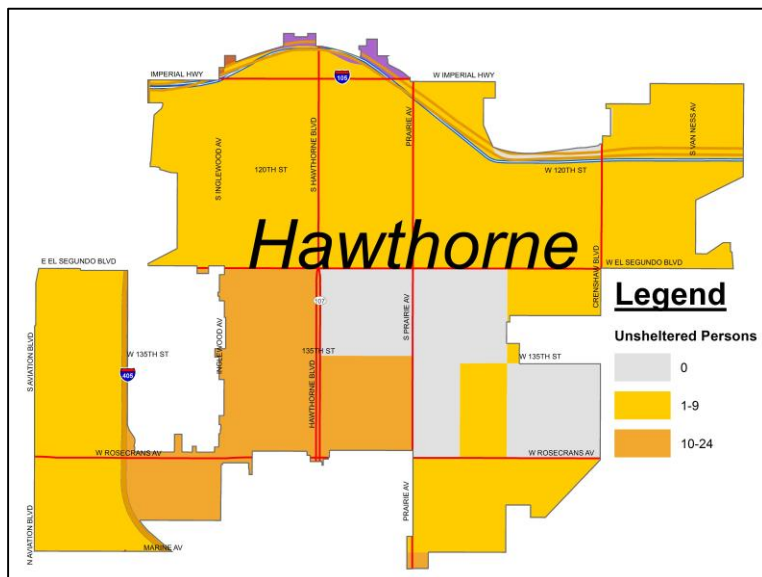 IMPERIAL HWY
W IMPERIAL HWY
105
S INGLEWOOD AV
S HAWTHORNE BLVD
PRAIRIE AV
S VAN NESS AV
120TH ST
W 120TH ST
Hawthorne
E EL SEGUNDO BLVD
W EL SEGUNDO BLVD
CRENSHAW BLVD
Legend
Unsheltered Persons
0
1-9
10-24
107
S PRAIRIE AV
S AVIATION BLVD
W 135TH ST
405
INGLEWOOD AV
135TH ST
HAWTHORNE BLVD
W 135TH ST
W ROSECRANS AV
W ROSECRANS AV
N AVIATION BLVD
PRAIRIE AV
MARINE AV